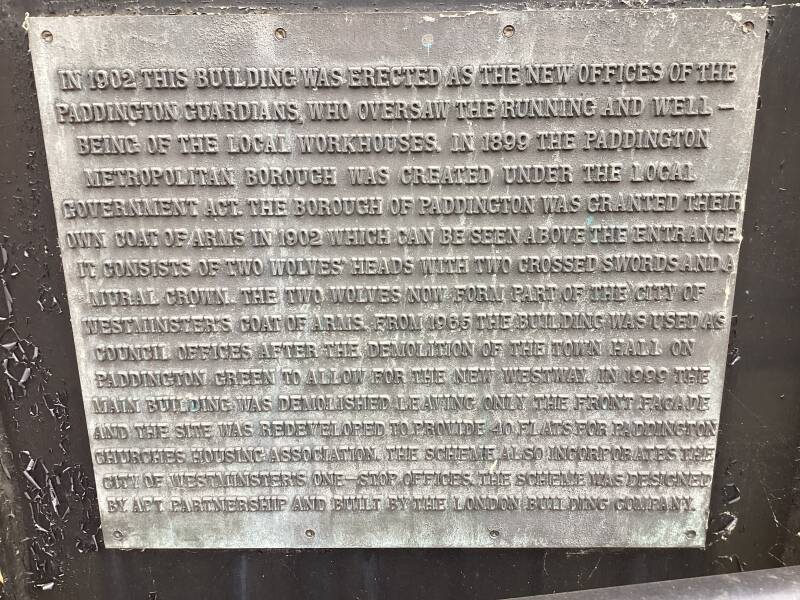 IN 1902 THIS BUILDING WAS ERECTED AS THE NEW OFFICES OF THE
PADDINGTON GUARDIANS, WHO OVERSAW THE RUNNING AND WELL—
BEING OF THE LOCAL WORKHOUSES. IN 1899 THE PADDINGTON
METROPOLITAN BOROUGH WAS CREATED UNDER THE LOCAL
GOVERNMENT ACT. THE BOROUGH OF PADDINGTON WAS GRANTED THEIR
OWN COAT OF ARMS IN 1902 WHICH CAN BE SEEN ABOVE THE ENTRANCE.
IT CONSISTS OF TWO WOLVES' HEADS WITH TWO CROSSED SWORDS AND A
MURAL CROWN. THE TWO WOLVES NOW FORM PART OF THE CITY OF
WESTMINSTER'S COAT OF ARMS. FROM 1965 THE BUILDING WAS USED AS
COUNCIL OFFICES AFTER THE DEMOLITION OF THE TOWN HALL ON
PADDINGTON GREEN TO ALLOW FOR THE NEW WESTWAY. IN 1999 THE
MAIN BUILDING WAS DEMOLISHED LEAVING ONLY THE FRONT FACADE
AND THE SITE WAS REDEVELOPED TO PROVIDE 40 FLATS FOR PADDINGTON
CHURCHES HOUSING ASSOCIATION. THE SCHEME ALSO INCORPORATES THE
CITY OF WESTMINSTER'S ONE—STOP OFFICES. THE SCHEME WAS DESIGNED
BY APT PARTNERSHIP AND BUILT BY THE LONDON BUILDING COMPANY.